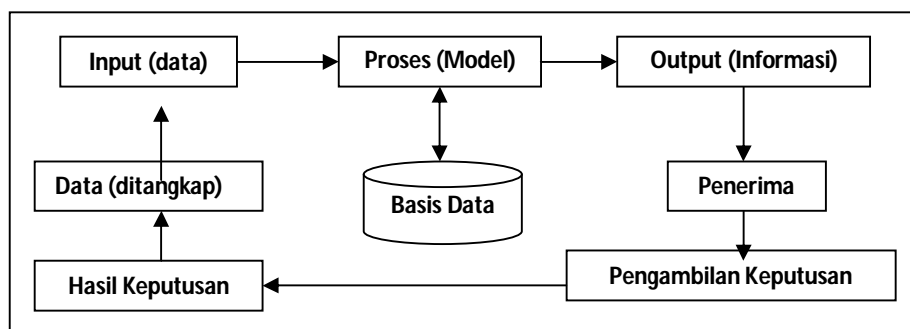 Input (data)
Proses (Model)
Output (Informasi)
Data (ditangkap)
Basis Data
Penerima
Hasil Keputusan
Pengambilan Keputusan